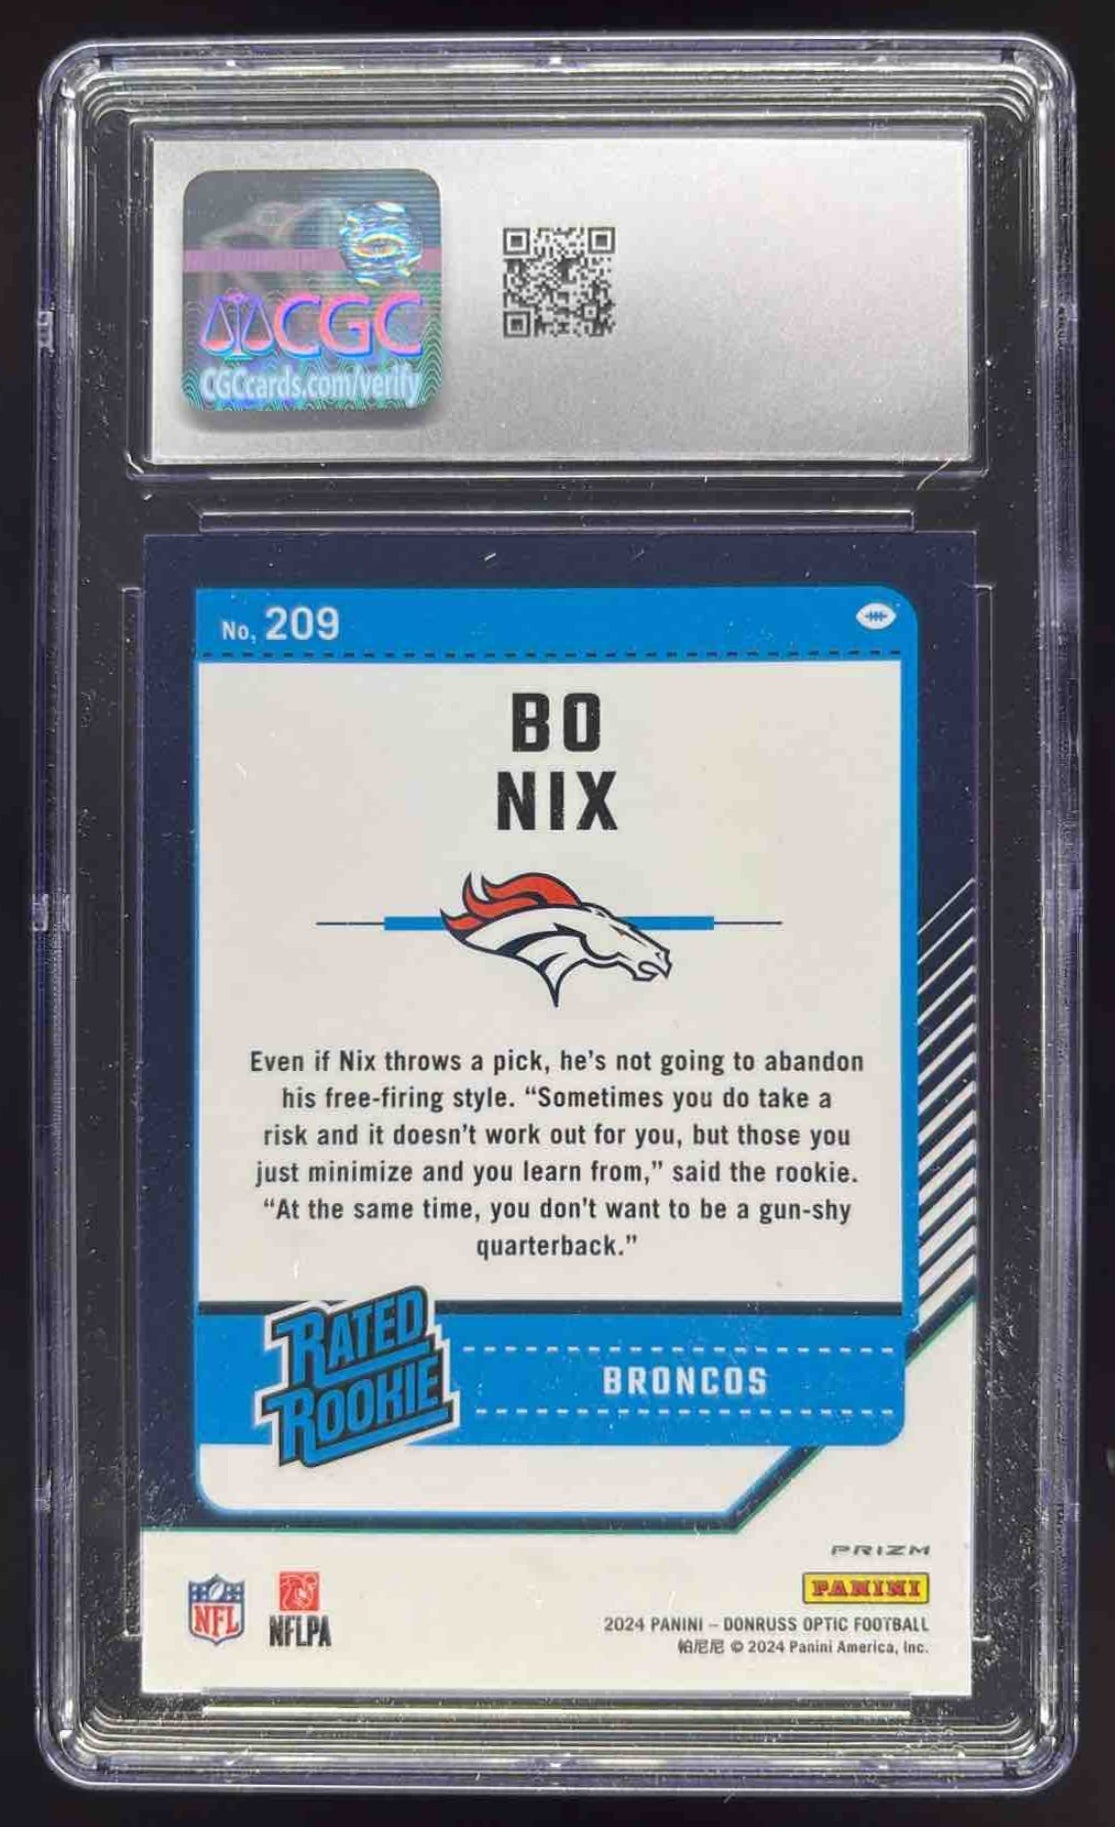 CGC
CGCcards.com/verify
No. 209
BO
NIX
Even if Nix throws a pick, he's not going to abandon
his free-firing style. “Sometimes you do take a
risk and it doesn't work out for you, but those you
just minimize and you learn from,” said the rookie.
“At the same time, you don't want to be a gun-shy
quarterback.”
RATED
ROOKIE
BRONCOS
PRIZM
PANINI
NFL
NFLPA
2024 PANINI – DONRUSS OPTIC FOOTBALL
帕尼尼 © 2024 Panini America, Inc.